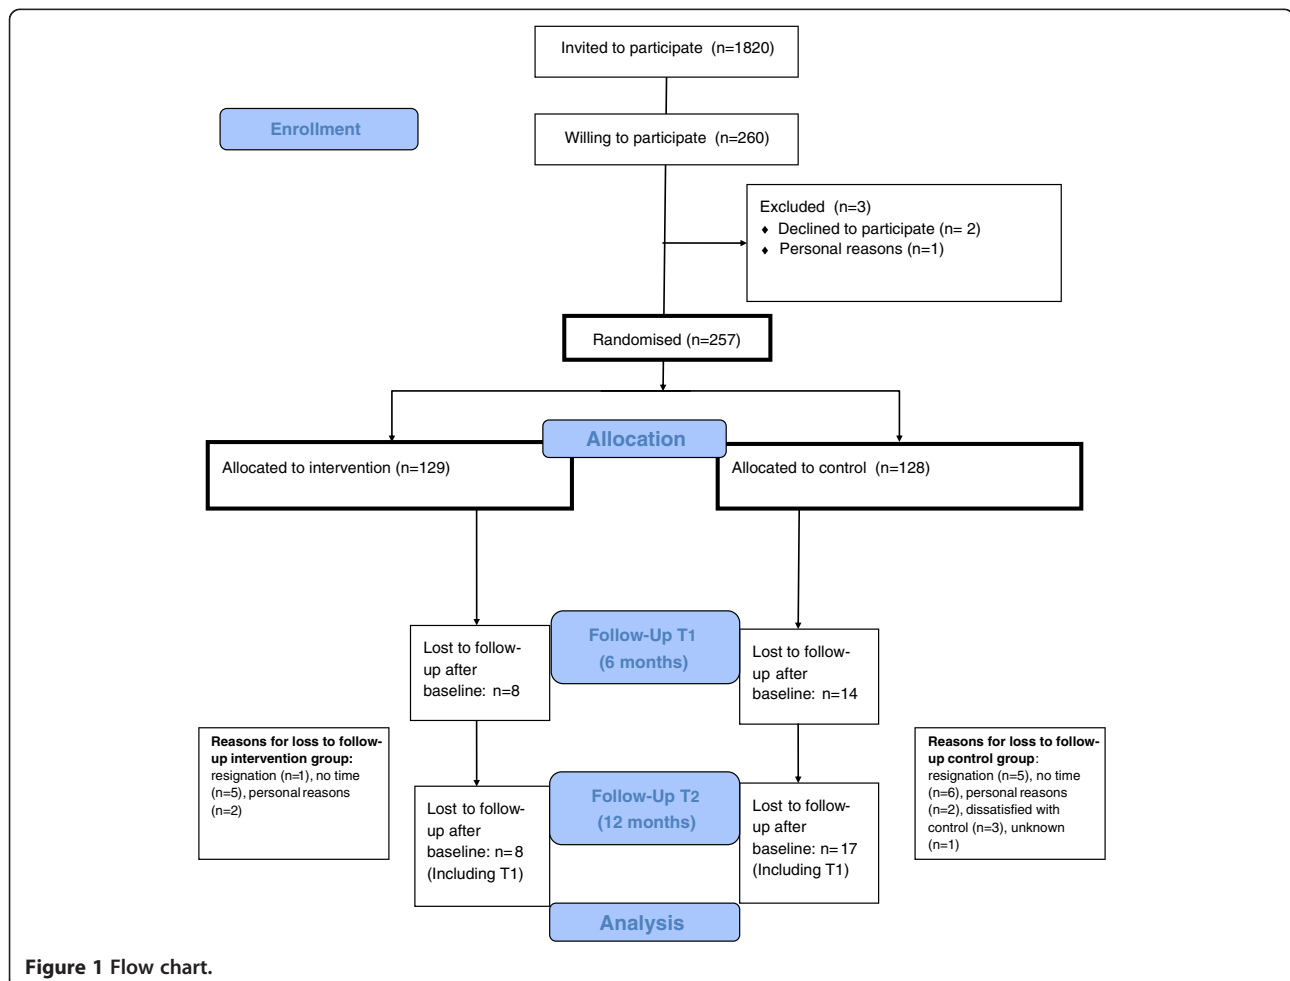 Invited to participate (n=1820)
Enrollment
Willing to participate (n=260)
Excluded (n=3)
♦ Declined to participate (n= 2)
♦ Personal reasons (n=1)
Randomised (n=257)
Allocation
Allocated to intervention (n=129)
Allocated to control (n=128)
Follow-Up T1
(6 months)
Lost to follow-
up after
baseline: n=8
Lost to follow-
up after
baseline: n=14
Reasons for loss to follow-
up intervention group:
resignation (n=1), no time
(n=5), personal reasons
(n=2)
Reasons for loss to follow-
up control group:
resignation (n=5), no time
(n=6), personal reasons
(n=2), dissatisfied with
control (n=3), unknown
(n=1)
Follow-Up T2
(12 months)
Lost to follow-
up after
baseline: n=8
(Including T1)
Lost to follow-
up after
baseline: n=17
(Including T1)
Analysis
Figure 1 Flow chart.